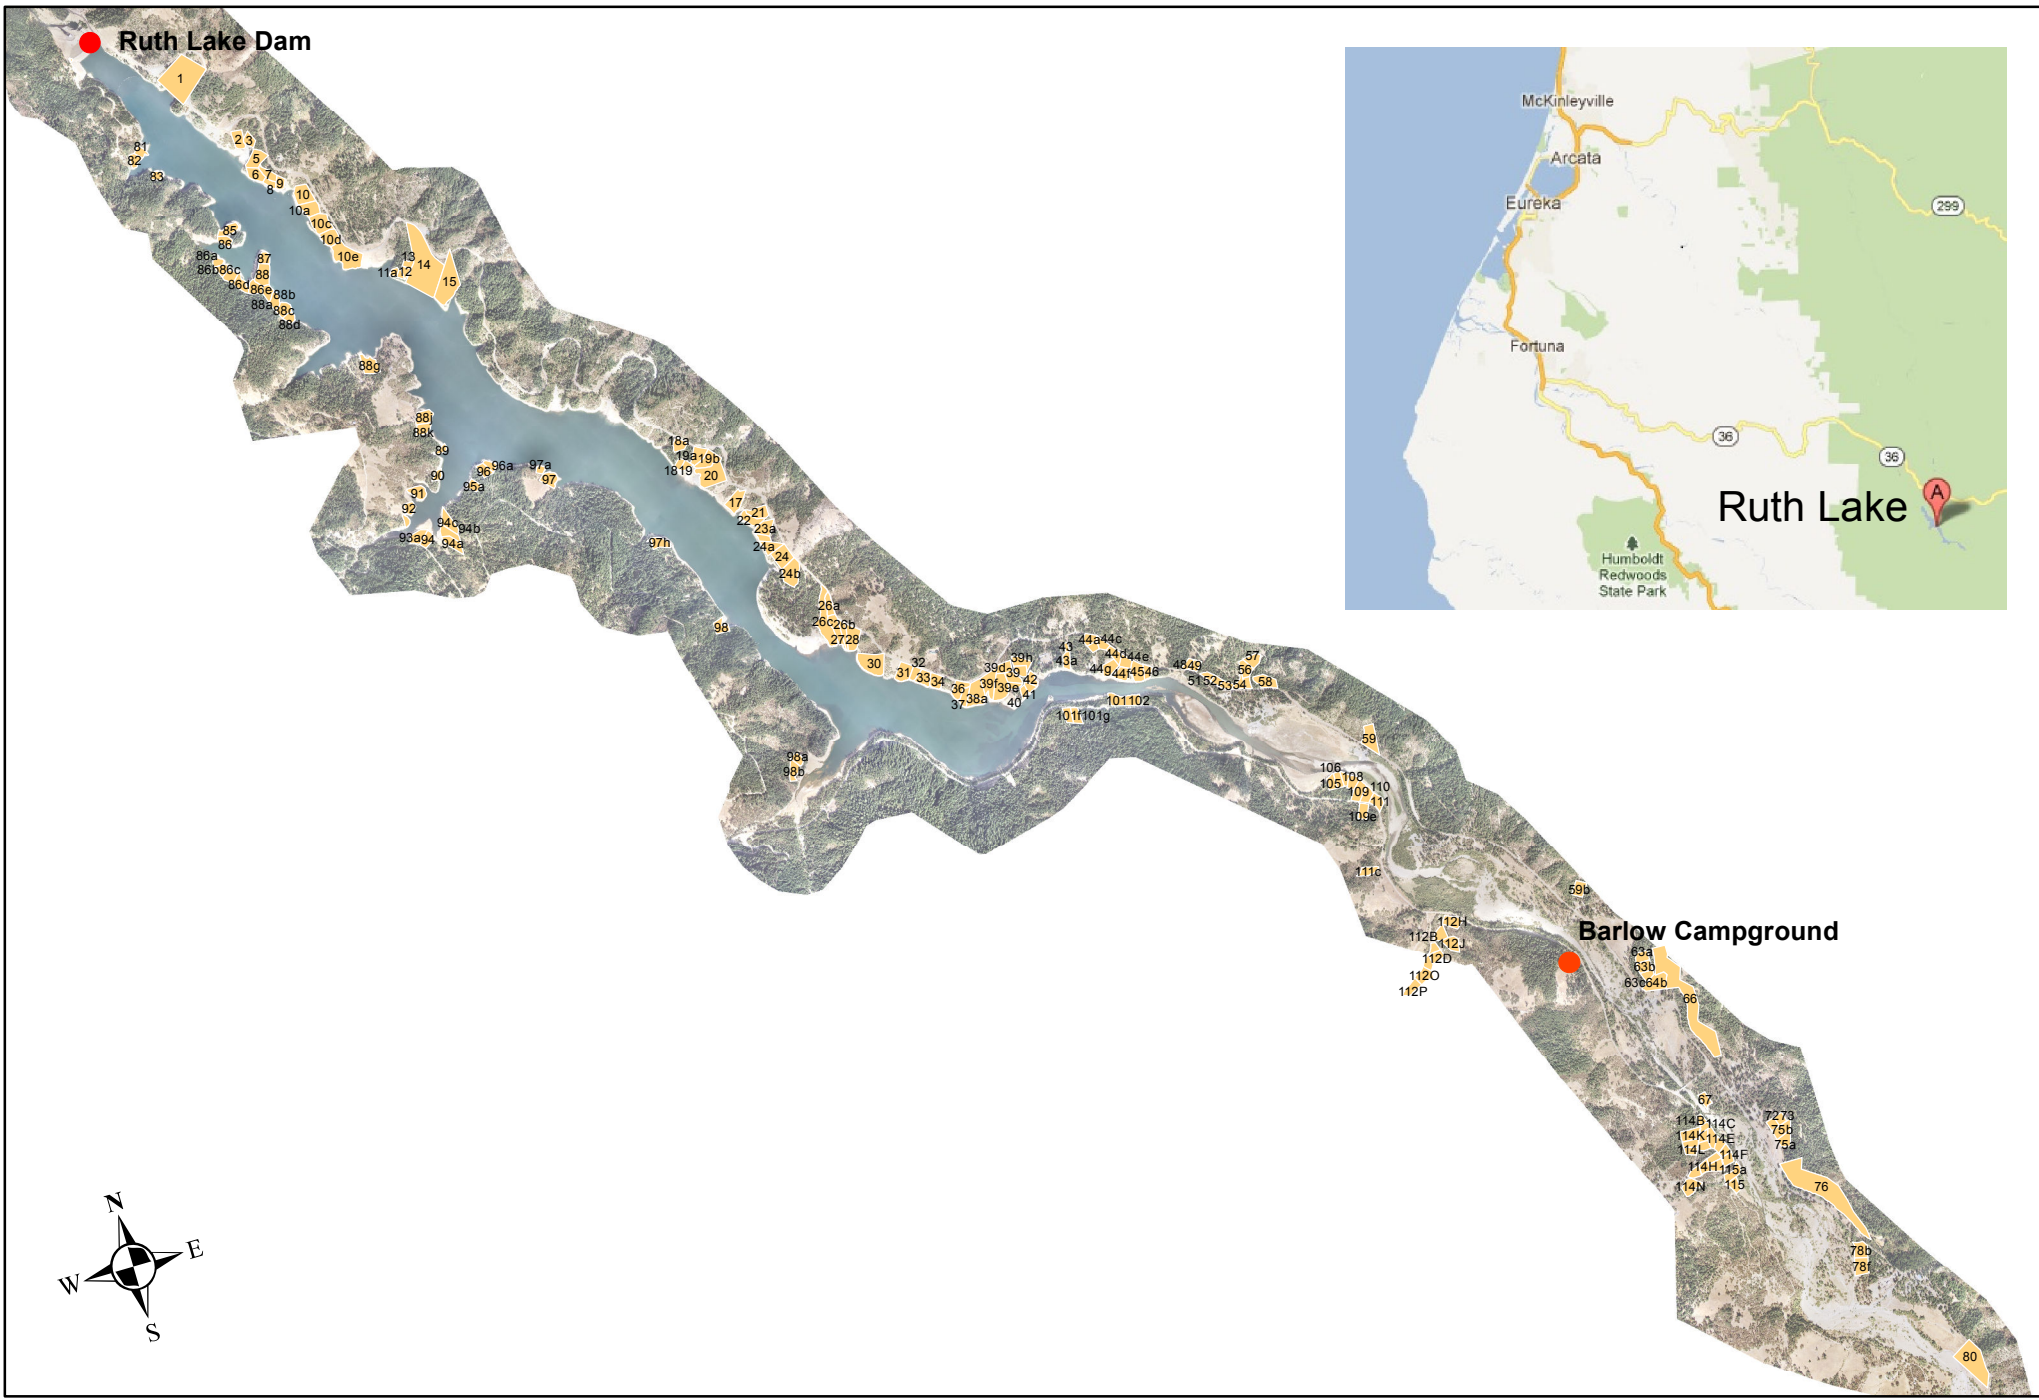 Ruth Lake Dam
1
2
3
5
6
7
8
9
10
10a
10c
10d
10e
11a
12
13
14
15
81
82
83
85
86
86a
86b
86c
86d
86e
87
88
88a
88b
88c
88d
88g
88j
88k
89
90
91
92
93a
94
94c
94b
94a
95a
96
96a
97a
97
97h
98
98a
98b
18a
19a
19b
18
19
20
17
21
22
23a
24a
24
24b
26a
26c
26b
27
28
30
31
32
33
34
36
37
38a
39d
39h
39
39f
39e
40
41
42
43
43a
44a
44c
44d
44e
44g
44f
45
46
48
49
51
52
53
54
56
57
58
101
102
101f
101g
59
106
105
108
109
110
111
109e
111c
112H
112B
112J
112D
112O
112P
59b
Barlow Campground
63a
63b
63c
64b
66
67
72
73
75b
75a
114B
114C
114K
114E
114L
114F
114H
115a
114N
115
76
78b
78f
80
McKinleyville
Arcata
Eureka
299
Fortuna
36
36
A
Ruth Lake
Humboldt
Redwoods
State Park
N
E
W
S